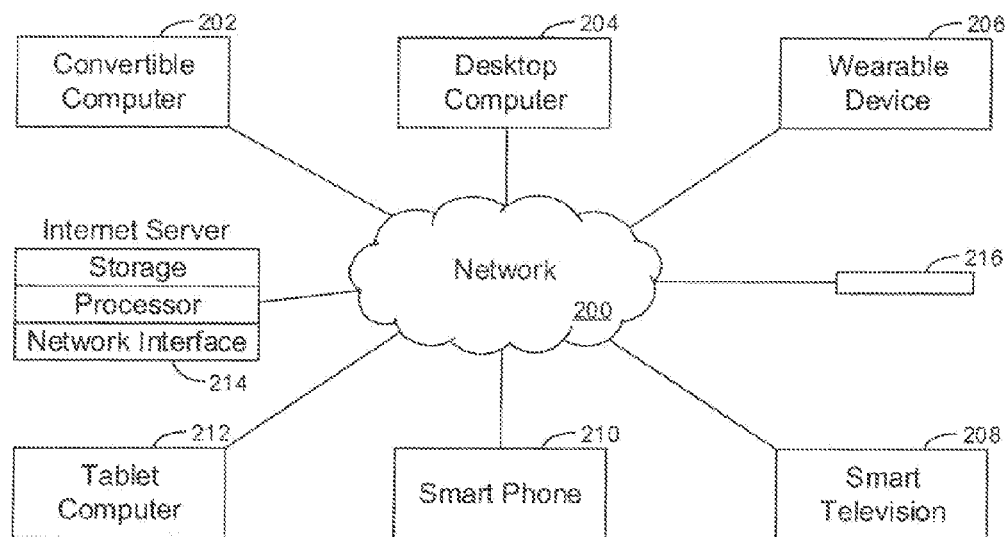 202
Convertible
Computer
204
Desktop
Computer
206
Wearable
Device
Internet Server
Storage
Processor
Network Interface
214
Network
200
216
212
Tablet
Computer
210
Smart Phone
208
Smart
Television